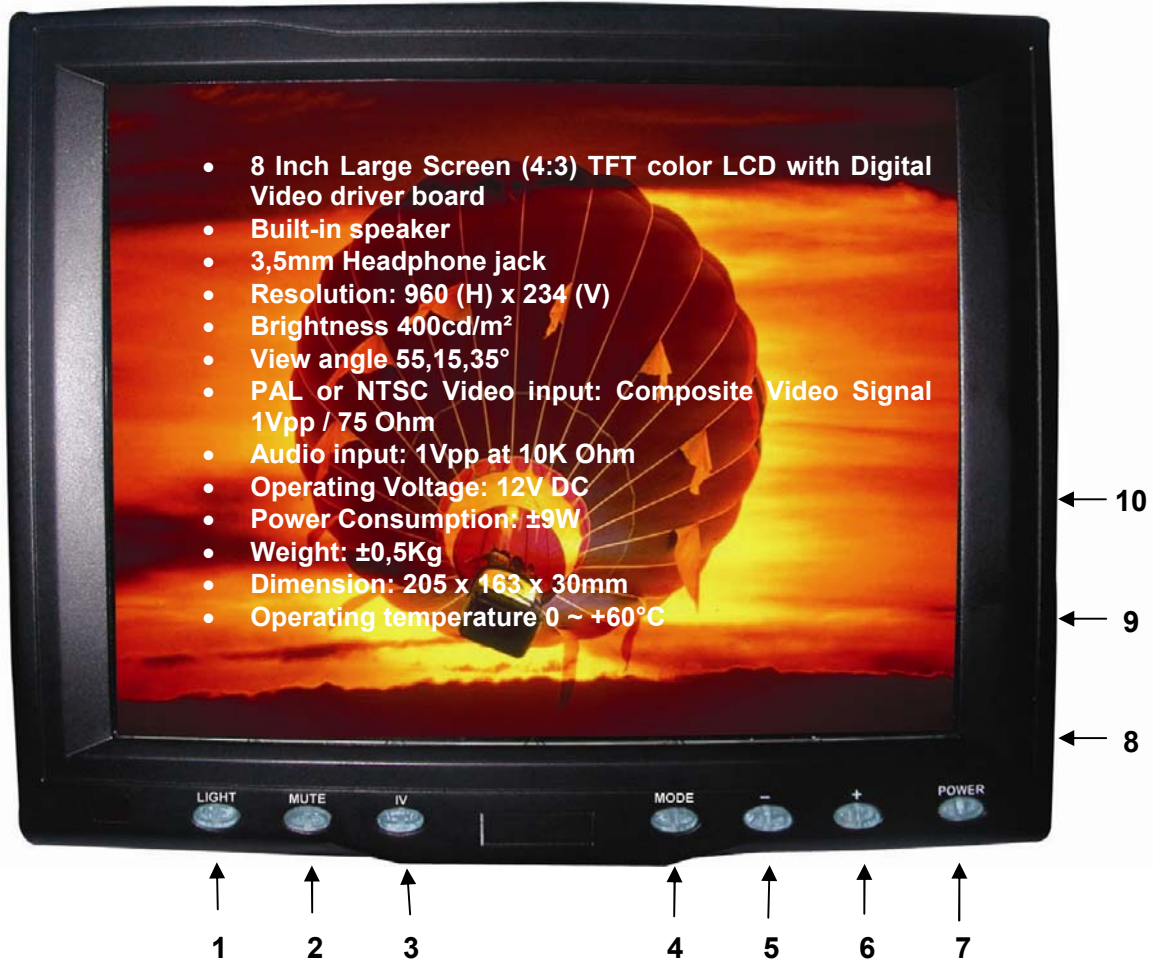 • 8 Inch Large Screen (4:3) TFT color LCD with Digital
Video driver board
• Built-in speaker
• 3,5mm Headphone jack
• Resolution: 960 (H) x 234 (V)
• Brightness 400cd/m²
• View angle 55,15,35°
• PAL or NTSC Video input: Composite Video Signal
1Vpp / 75 Ohm
• Audio input: 1Vpp at 10K Ohm
• Operating Voltage: 12V DC
• Power Consumption: ±9W
• Weight: ±0,5Kg
• Dimension: 205 x 163 x 30mm
• Operating temperature 0 ~ +60°C
10
9
8
LIGHT MUTE IV MODE – + POWER
1 2 3 4 5 6 7